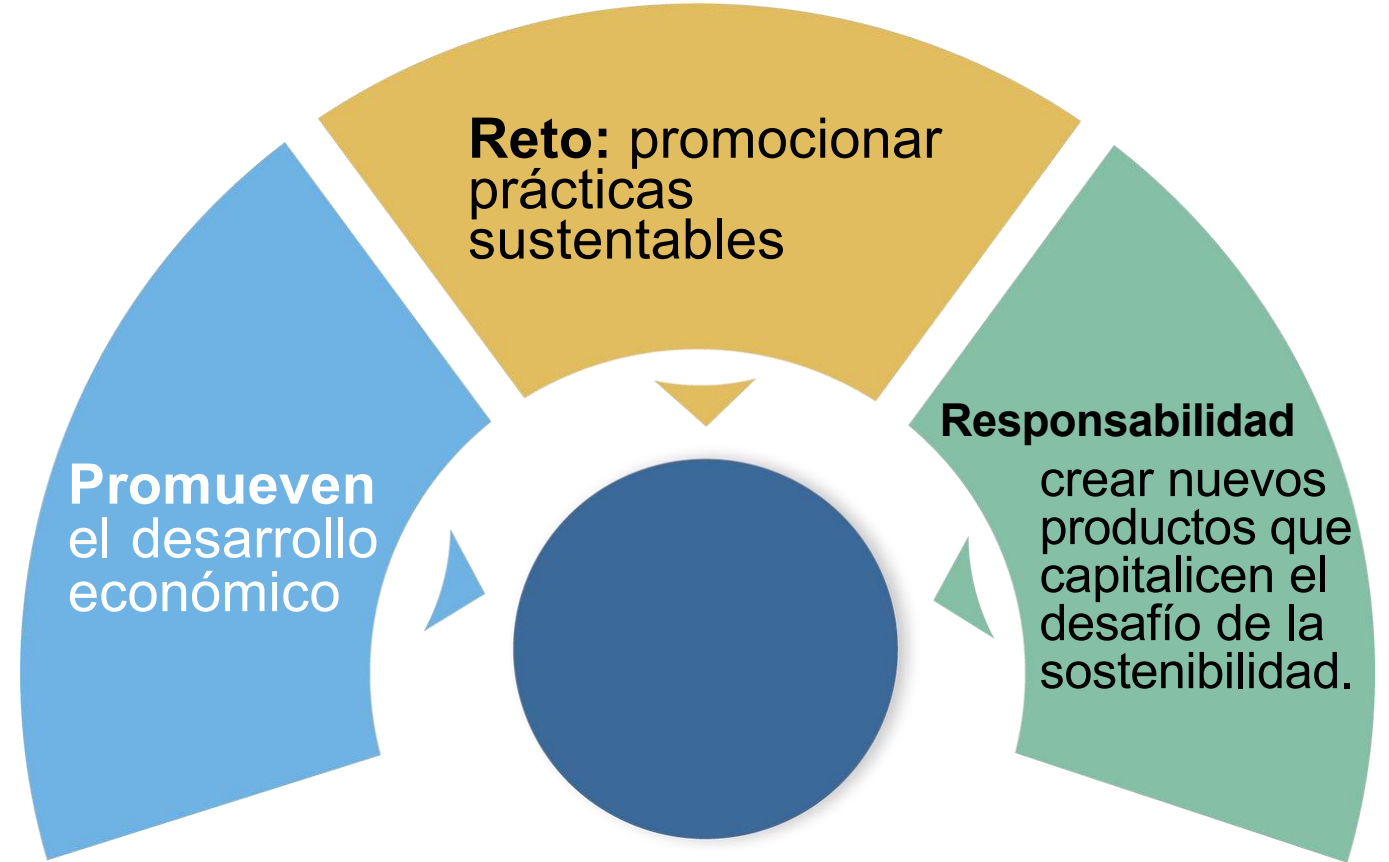 Promueven
el desarrollo
económico
Reto: promocionar
prácticas
sustentables
Responsabilidad
crear nuevos
productos que
capitalicen el
desafío de la
sostenibilidad.